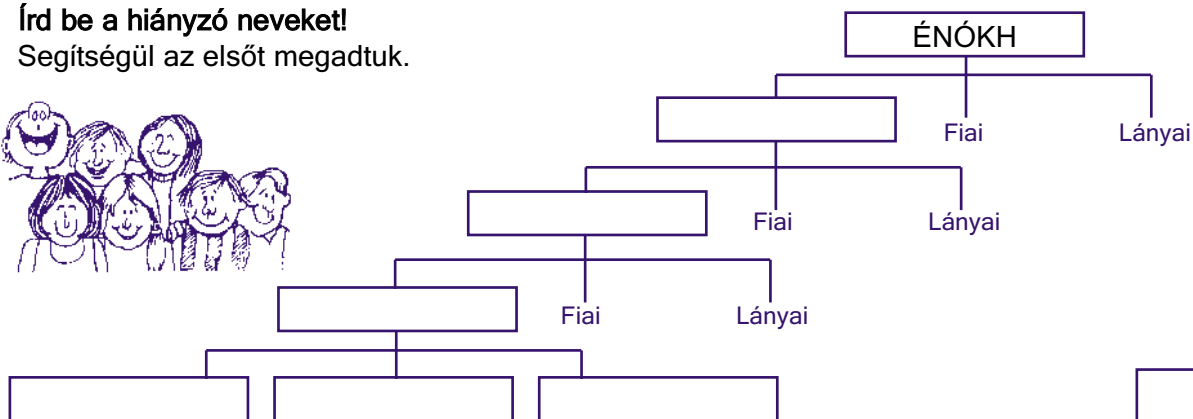 Írd be a hiányzó neveket!
Segítségül az elsőt megadtuk.
ÉNÓKH
Fiai
Lányai
Fiai
Lányai
Fiai
Lányai